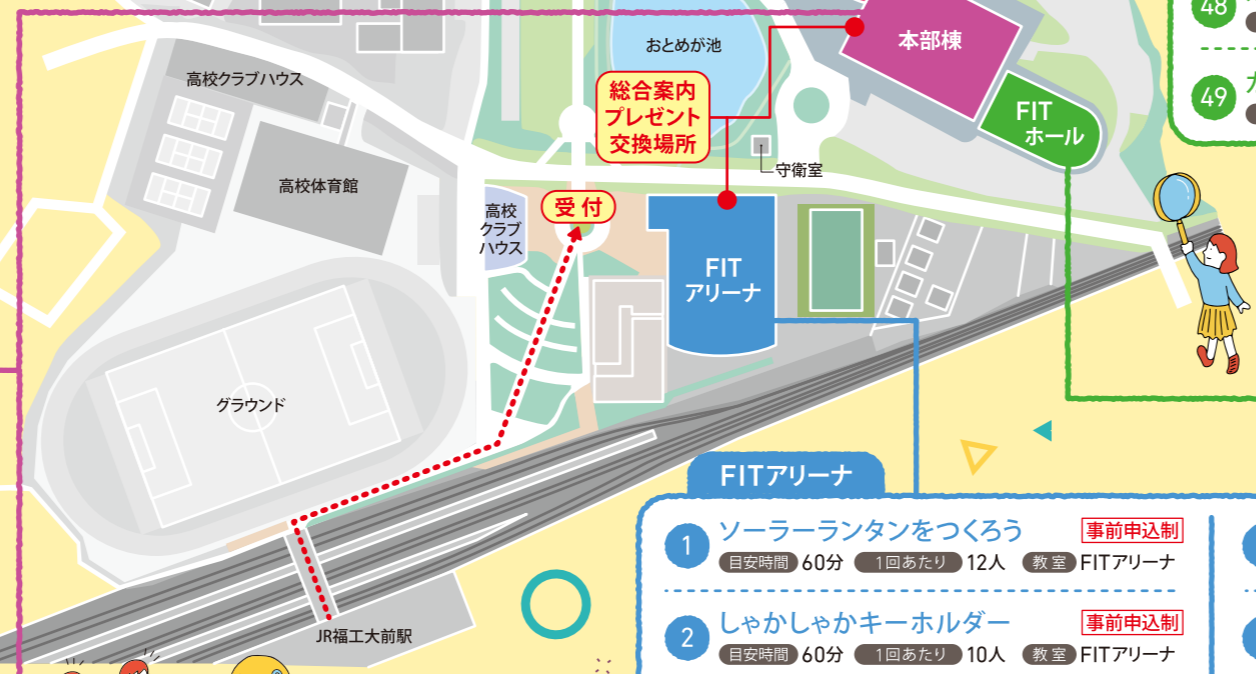 48
49
おとめが池
本部棟
高校クラブハウス
総合案内
プレゼント
交換場所
FIT
ホール
守衛室
高校体育館
高校
クラブ
ハウス
受付
FIT
アリーナ
グラウンド
JR福工大前駅
FITアリーナ
1 ソーラーランタンをつくろう 事前申込制
目安時間 60分 1回あたり 12人 教室 FITアリーナ
2 しゃかしゃかキーホルダー 事前申込制
目安時間 60分 1回あたり 10人 教室 FITアリーナ